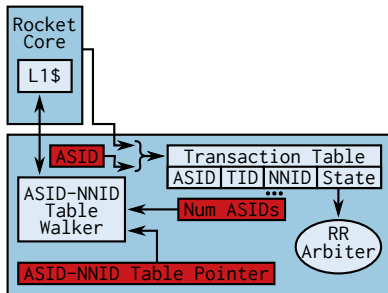 Rocket
Core
L1$
ASID
Transaction Table
ASID TID NNID State
...
ASID-NNID
Table
Walker
Num ASIDs
RR
Arbiter
ASID-NNID Table Pointer